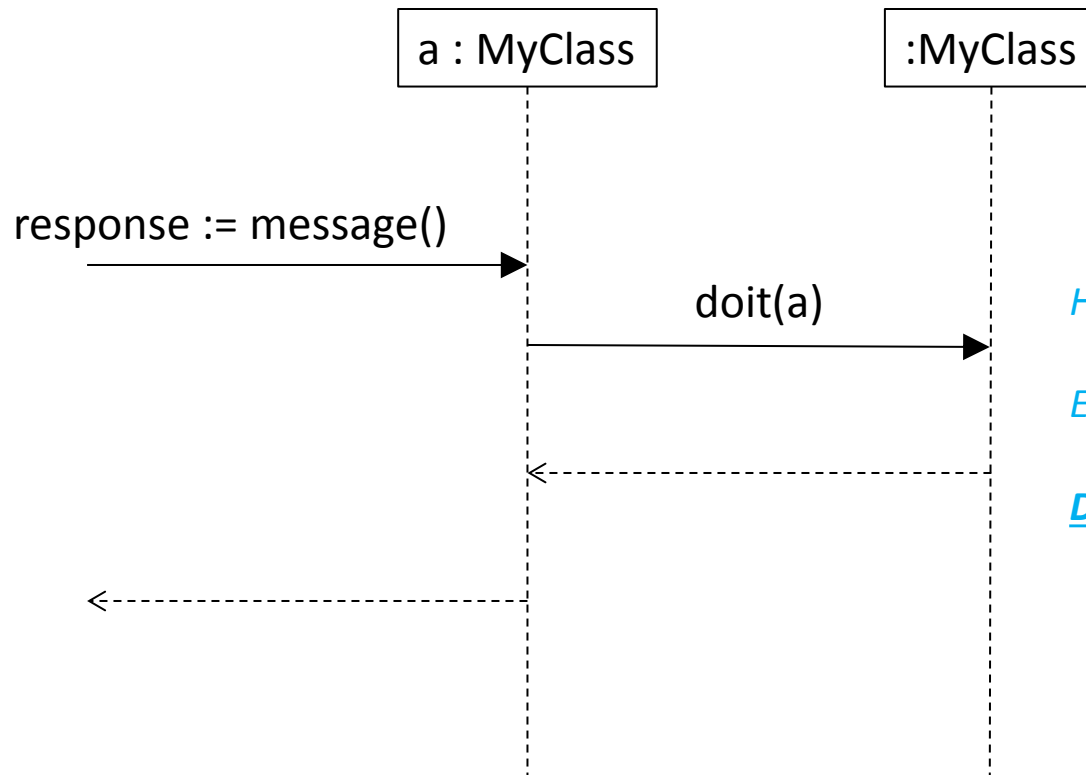 a : MyClass
:MyClass
response := message()
doit(a)